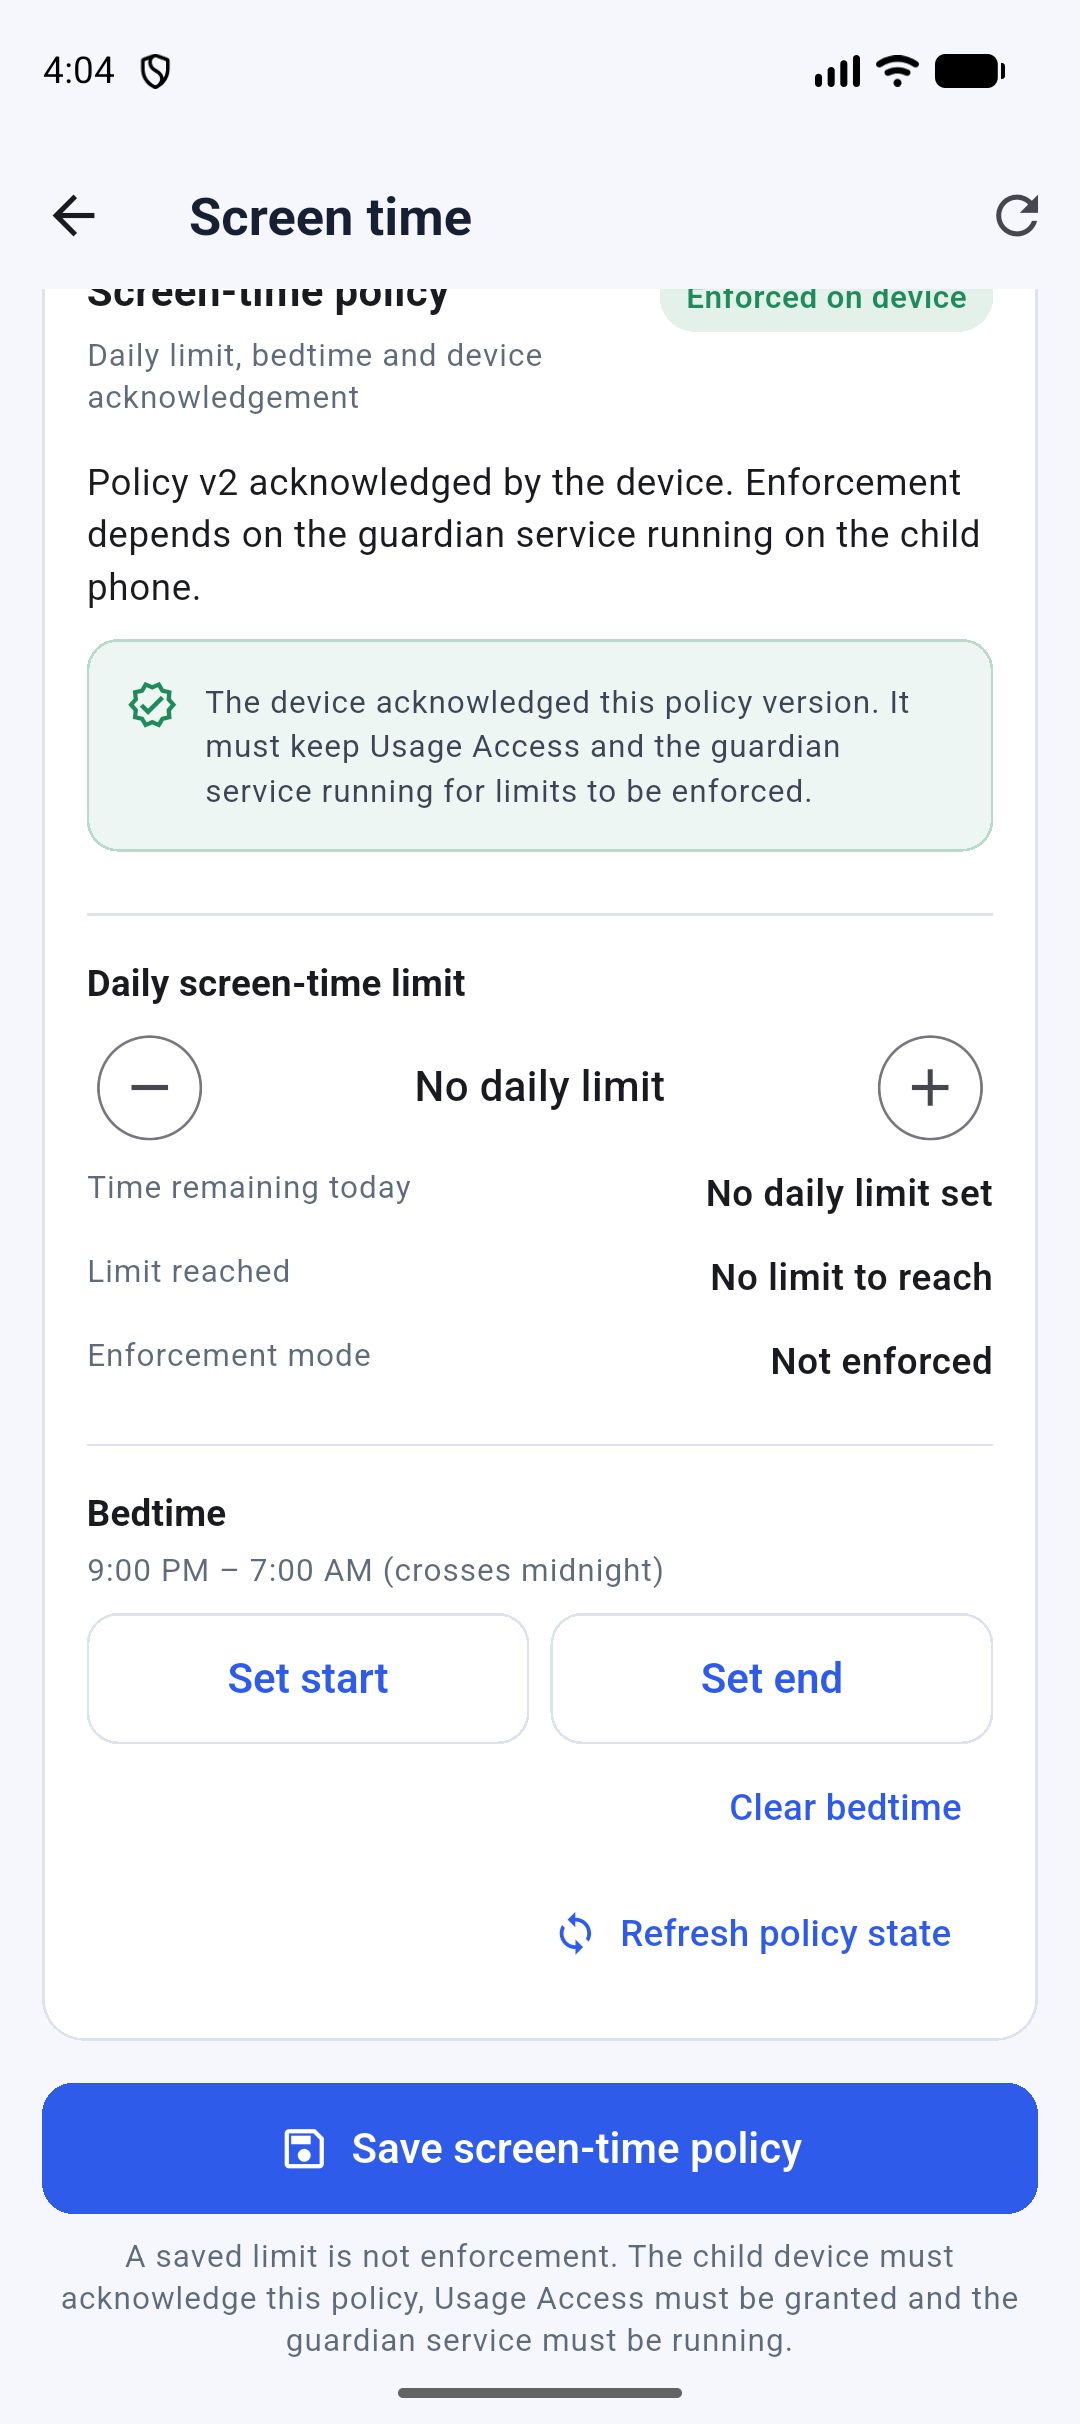 4:04
Screen time
Screen-time policy
Enforced on device
Daily limit, bedtime and device
acknowledgement
Policy v2 acknowledged by the device. Enforcement
depends on the guardian service running on the child
phone.
The device acknowledged this policy version. It
must keep Usage Access and the guardian
service running for limits to be enforced.
Daily screen-time limit
No daily limit
Time remaining today
No daily limit set
Limit reached
No limit to reach
Enforcement mode
Not enforced
Bedtime
9:00 PM – 7:00 AM (crosses midnight)
Set start
Set end
Clear bedtime
Refresh policy state
Save screen-time policy
A saved limit is not enforcement. The child device must
acknowledge this policy, Usage Access must be granted and the
guardian service must be running.